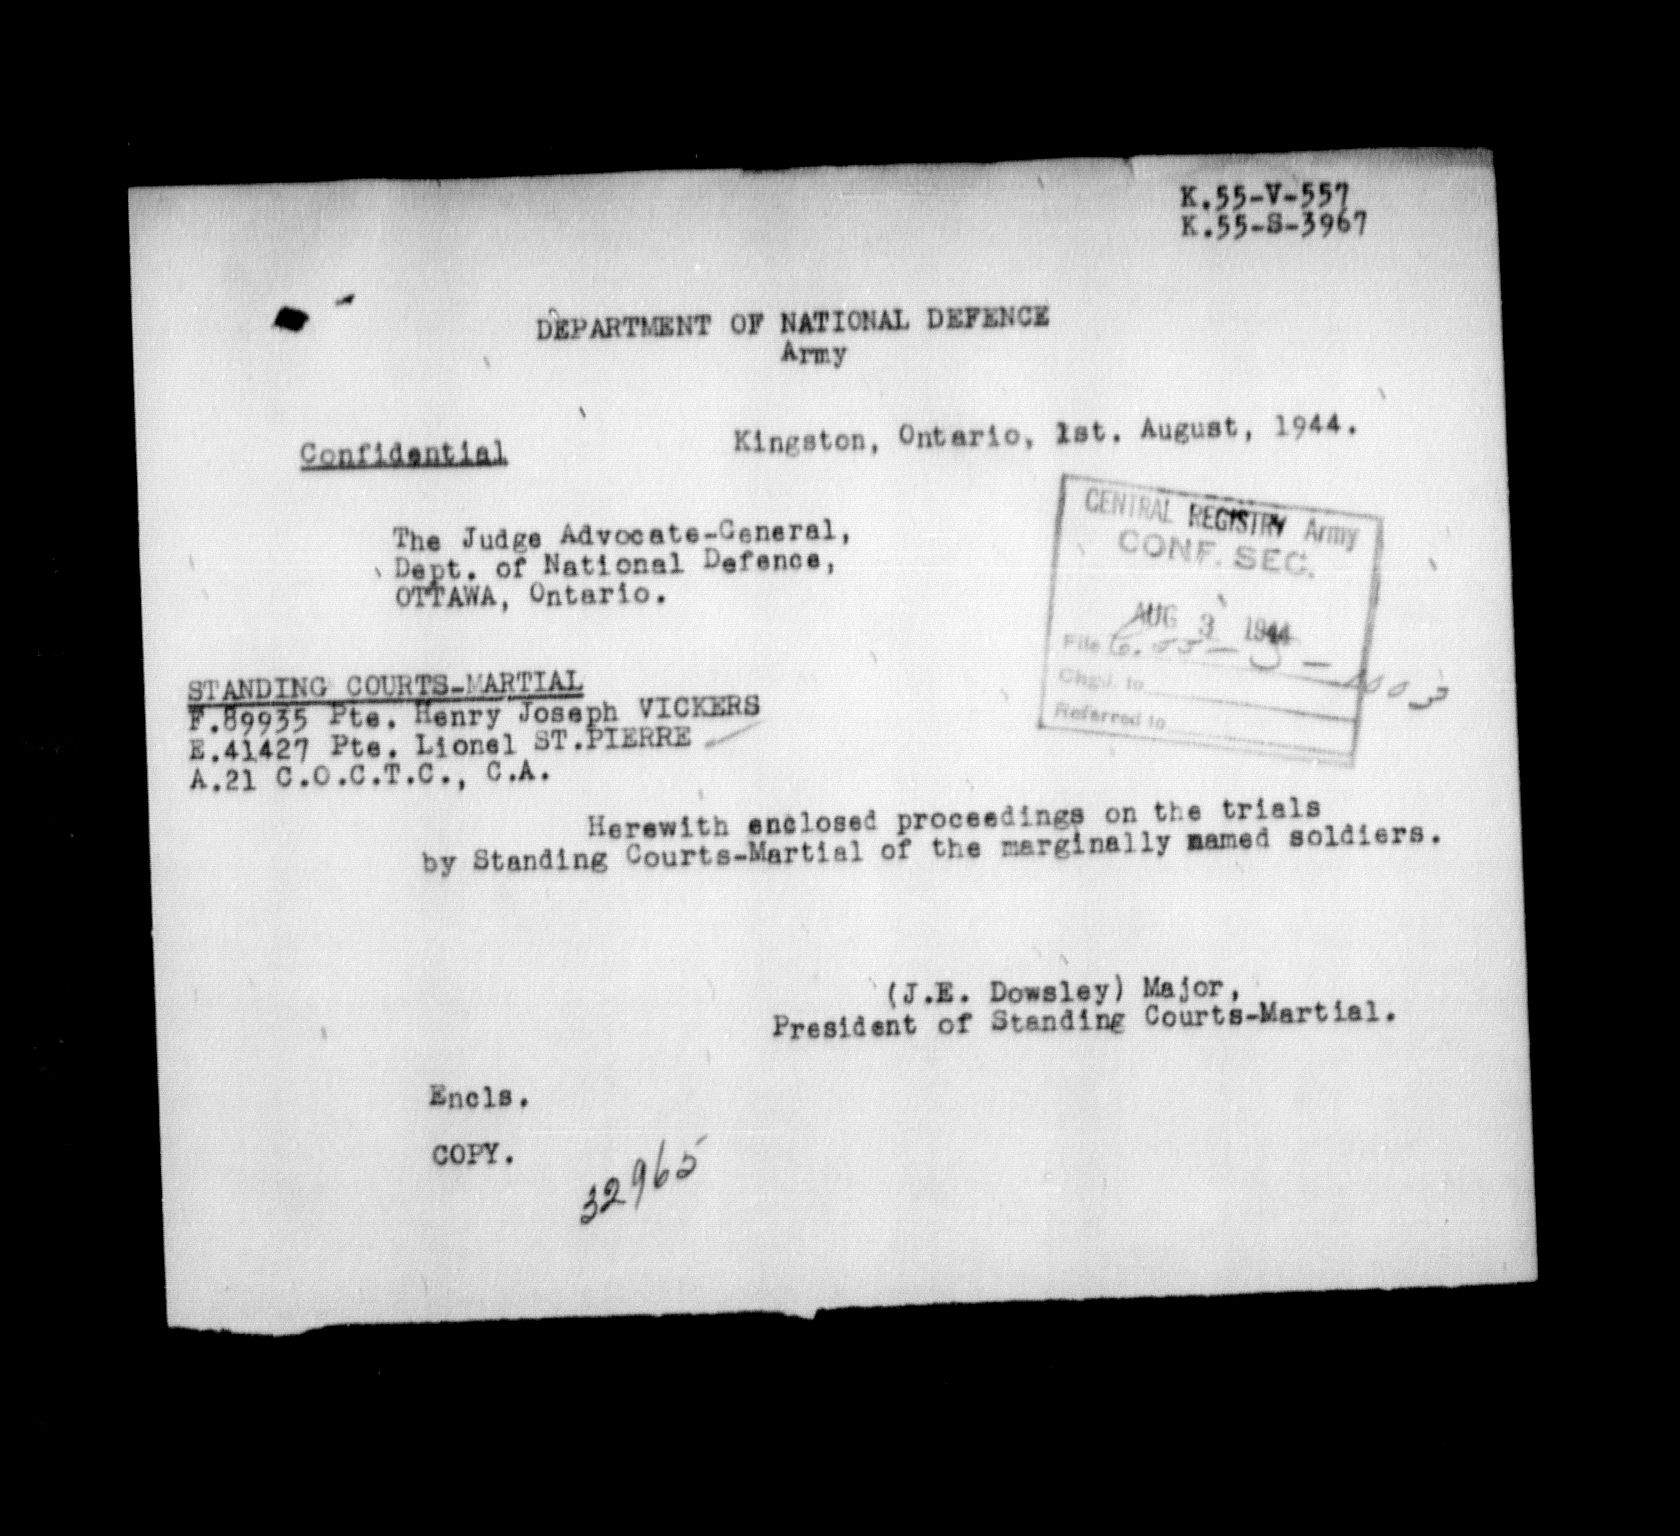 K.55-V-557
K.55-S-3967
DEPARTMENT OF NATIONAL DEFENCE
Army
Confidential
Kingston, Ontario, 1st. August, 1944.
CENTRAL REGISTRY Army
CONF. SEC.
AUG 3 1944
File
Chgd. to
Referred to
The Judge Advocate-General,
Dept. of National Defence,
OTTAWA, Ontario.
STANDING COURTS-MARTIAL
F.89935 Pte. Henry Joseph VICKERS
E.41427 Pte. Lionel ST.PIERRE
A.21 C.O.C.T.C., C.A.
Herewith enclosed proceedings on the trials
by Standing Courts-Martial of the marginally named soldiers.
(J.E. Dowsley) Major,
President of Standing Courts-Martial.
Encls.
COPY.
32965